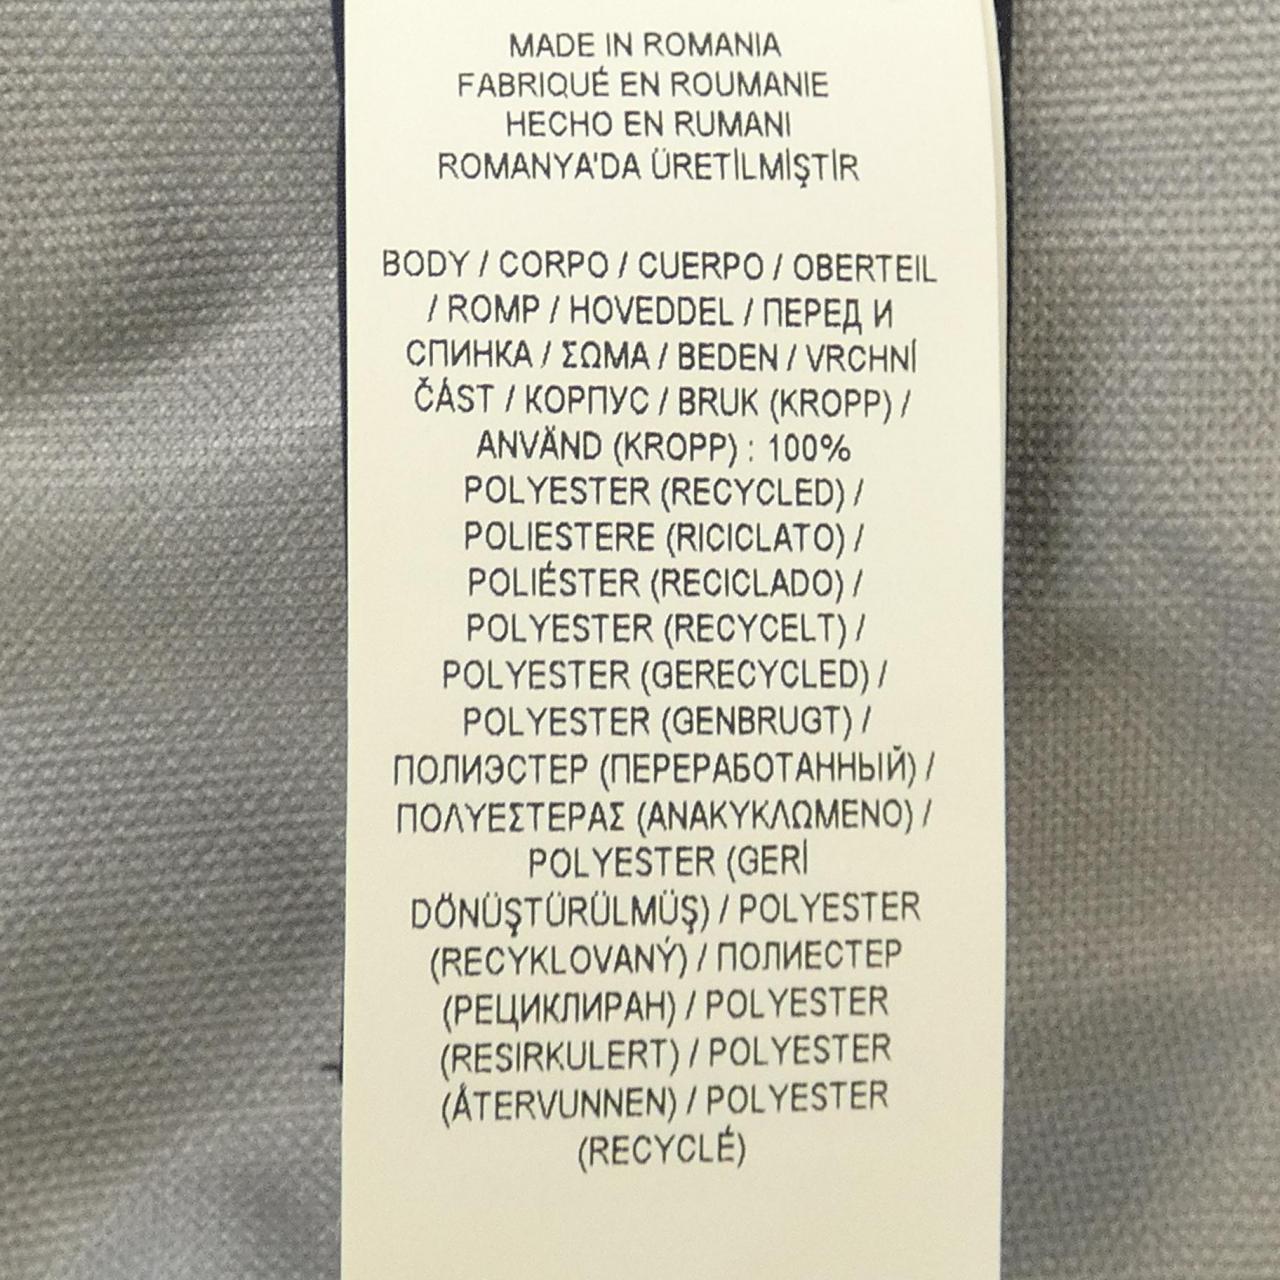 MADE IN ROMANIA
FABRIQUÉ EN ROUMANIE
HECHO EN RUMANI
ROMANYA'DA ÜRETİLMİŞTİR
BODY / CORPO / CUERPO / OBERTEIL
/ ROMP / HOVEDDEL / ПЕРЕД И
СПИНКА / ΣΩΜΑ / BEDEN / VRCHNÍ
ČÁST / КОРПУС / BRUK (KROPP) /
ANVÄND (KROPP) : 100%
POLYESTER (RECYCLED) /
POLIESTERE (RICICLATO) /
POLIÉSTER (RECICLADO) /
POLYESTER (RECYCELT) /
POLYESTER (GERECYCLED) /
POLYESTER (GENBRUGT) /
ПОЛИЭСТЕР (ПЕРЕРАБОТАННЫЙ) /
ΠΟΛΥΕΣΤΕΡΑΣ (ΑΝΑΚΥΚΛΩΜΕΝΟ) /
POLYESTER (GERİ
DÖNÜŞTÜRÜLMÜŞ) / POLYESTER
(RECYKLOVANÝ) / ПОЛИЕСТЕР
(РЕЦИКЛИРАН) / POLYESTER
(RESIRKULERT) / POLYESTER
(ÅTERVUNNEN) / POLYESTER
(RECYCLÉ)